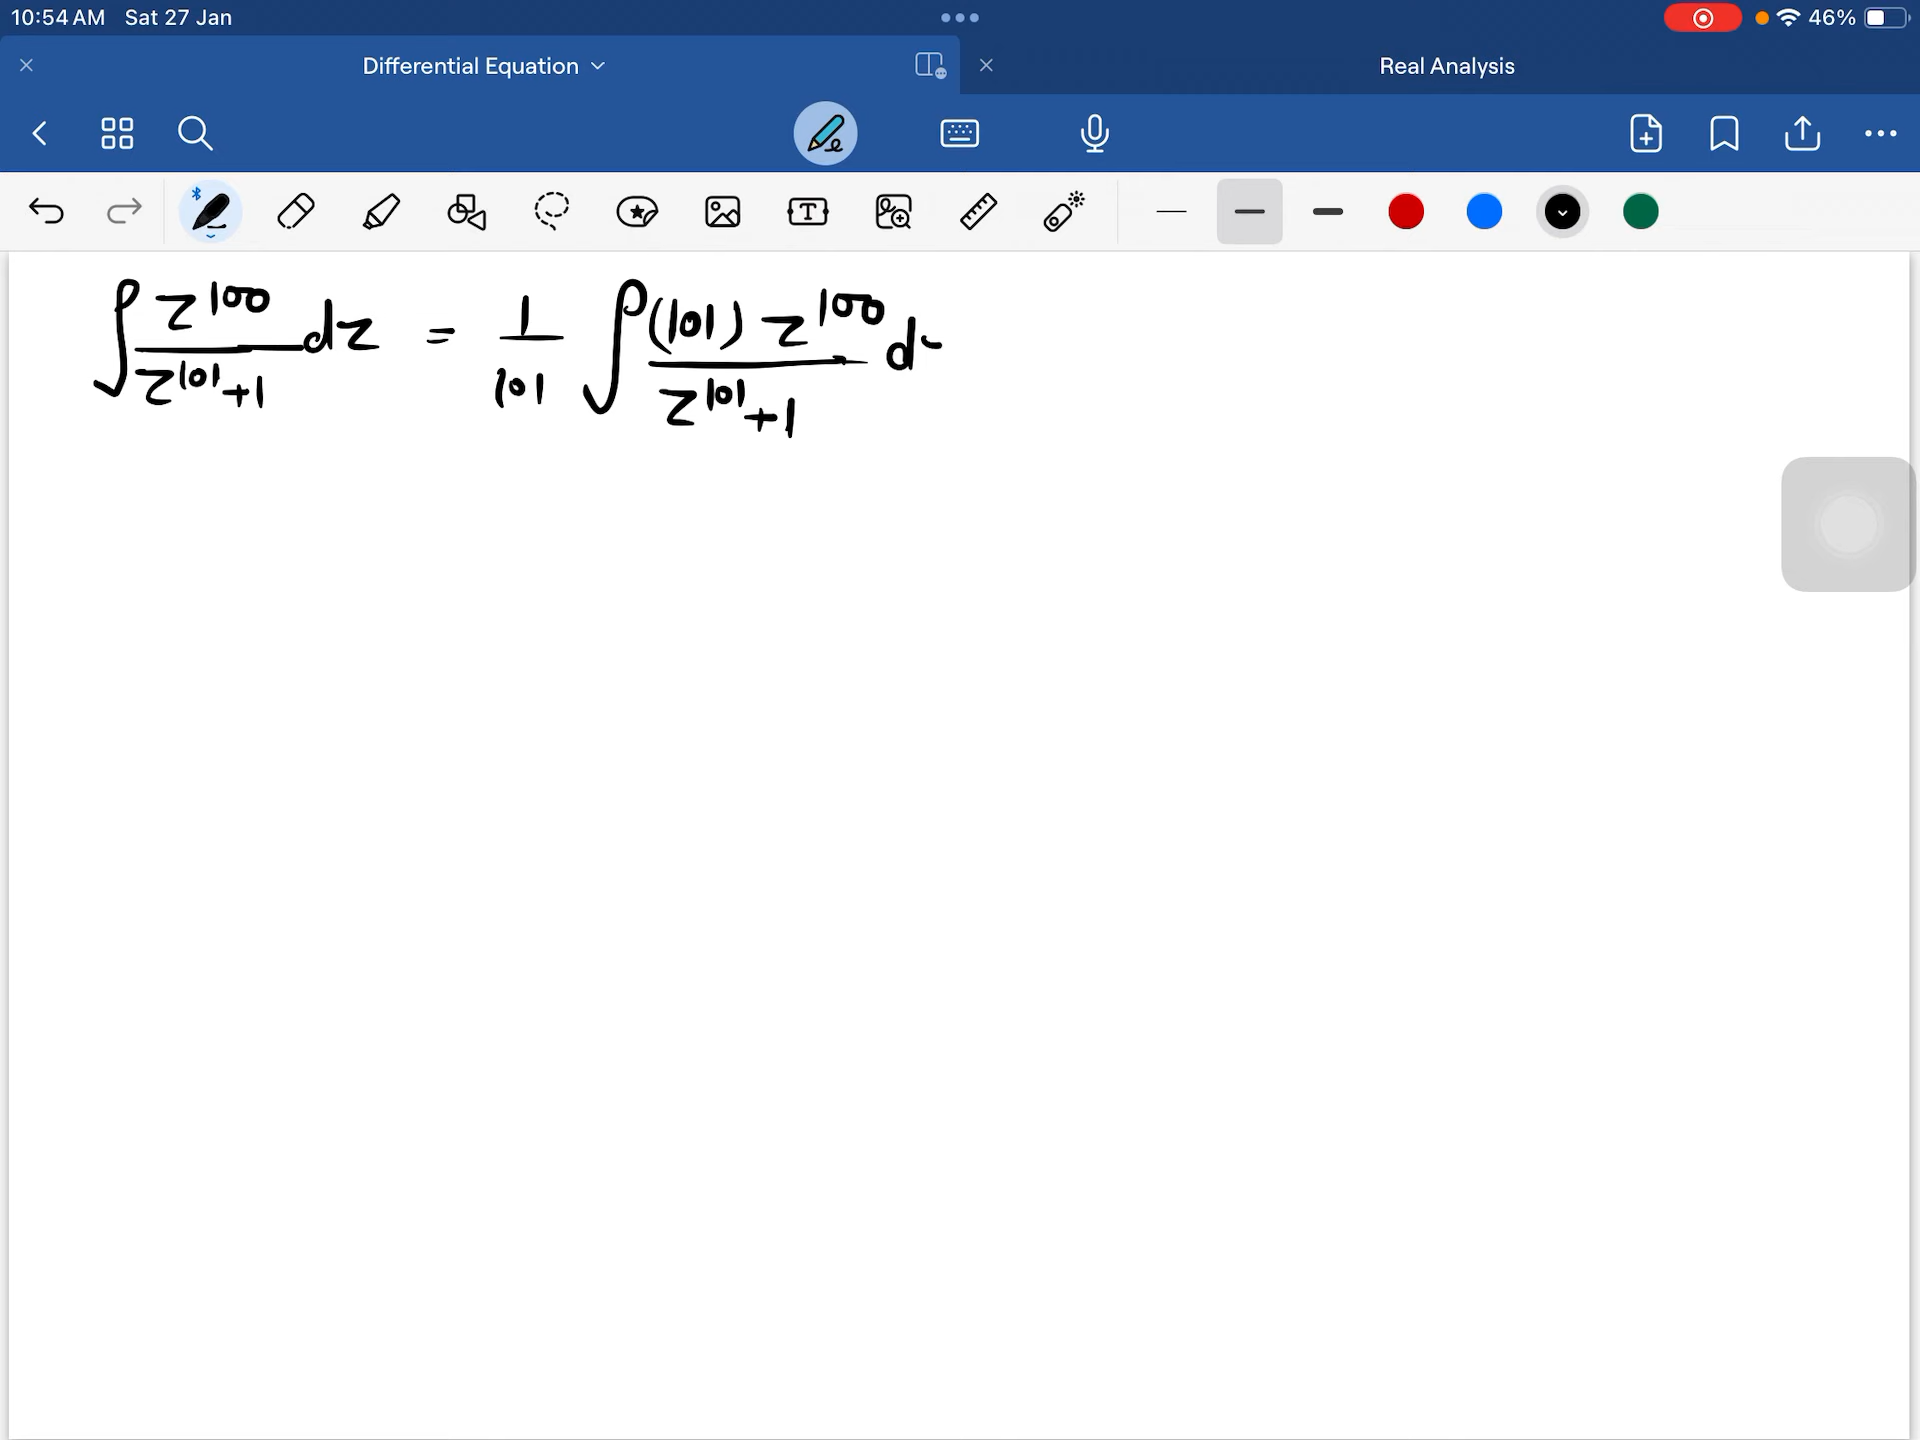 10:54 AM Sat 27 Jan 46%
Differential Equation Real Analysis
∫ z^100 / (z^101 + 1) dz = 1/101 ∫ (101) z^100 / (z^101 + 1) d